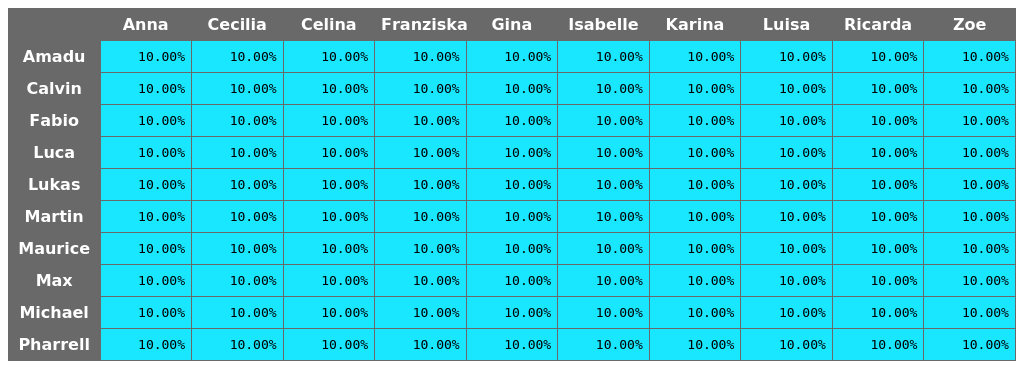 Anna Cecilia Celina Franziska Gina Isabelle Karina Luisa Ricarda Zoe
Amadu 10.00% 10.00% 10.00% 10.00% 10.00% 10.00% 10.00% 10.00% 10.00% 10.00%
Calvin 10.00% 10.00% 10.00% 10.00% 10.00% 10.00% 10.00% 10.00% 10.00% 10.00%
Fabio 10.00% 10.00% 10.00% 10.00% 10.00% 10.00% 10.00% 10.00% 10.00% 10.00%
Luca 10.00% 10.00% 10.00% 10.00% 10.00% 10.00% 10.00% 10.00% 10.00% 10.00%
Lukas 10.00% 10.00% 10.00% 10.00% 10.00% 10.00% 10.00% 10.00% 10.00% 10.00%
Martin 10.00% 10.00% 10.00% 10.00% 10.00% 10.00% 10.00% 10.00% 10.00% 10.00%
Maurice 10.00% 10.00% 10.00% 10.00% 10.00% 10.00% 10.00% 10.00% 10.00% 10.00%
Max 10.00% 10.00% 10.00% 10.00% 10.00% 10.00% 10.00% 10.00% 10.00% 10.00%
Michael 10.00% 10.00% 10.00% 10.00% 10.00% 10.00% 10.00% 10.00% 10.00% 10.00%
Pharrell 10.00% 10.00% 10.00% 10.00% 10.00% 10.00% 10.00% 10.00% 10.00% 10.00%